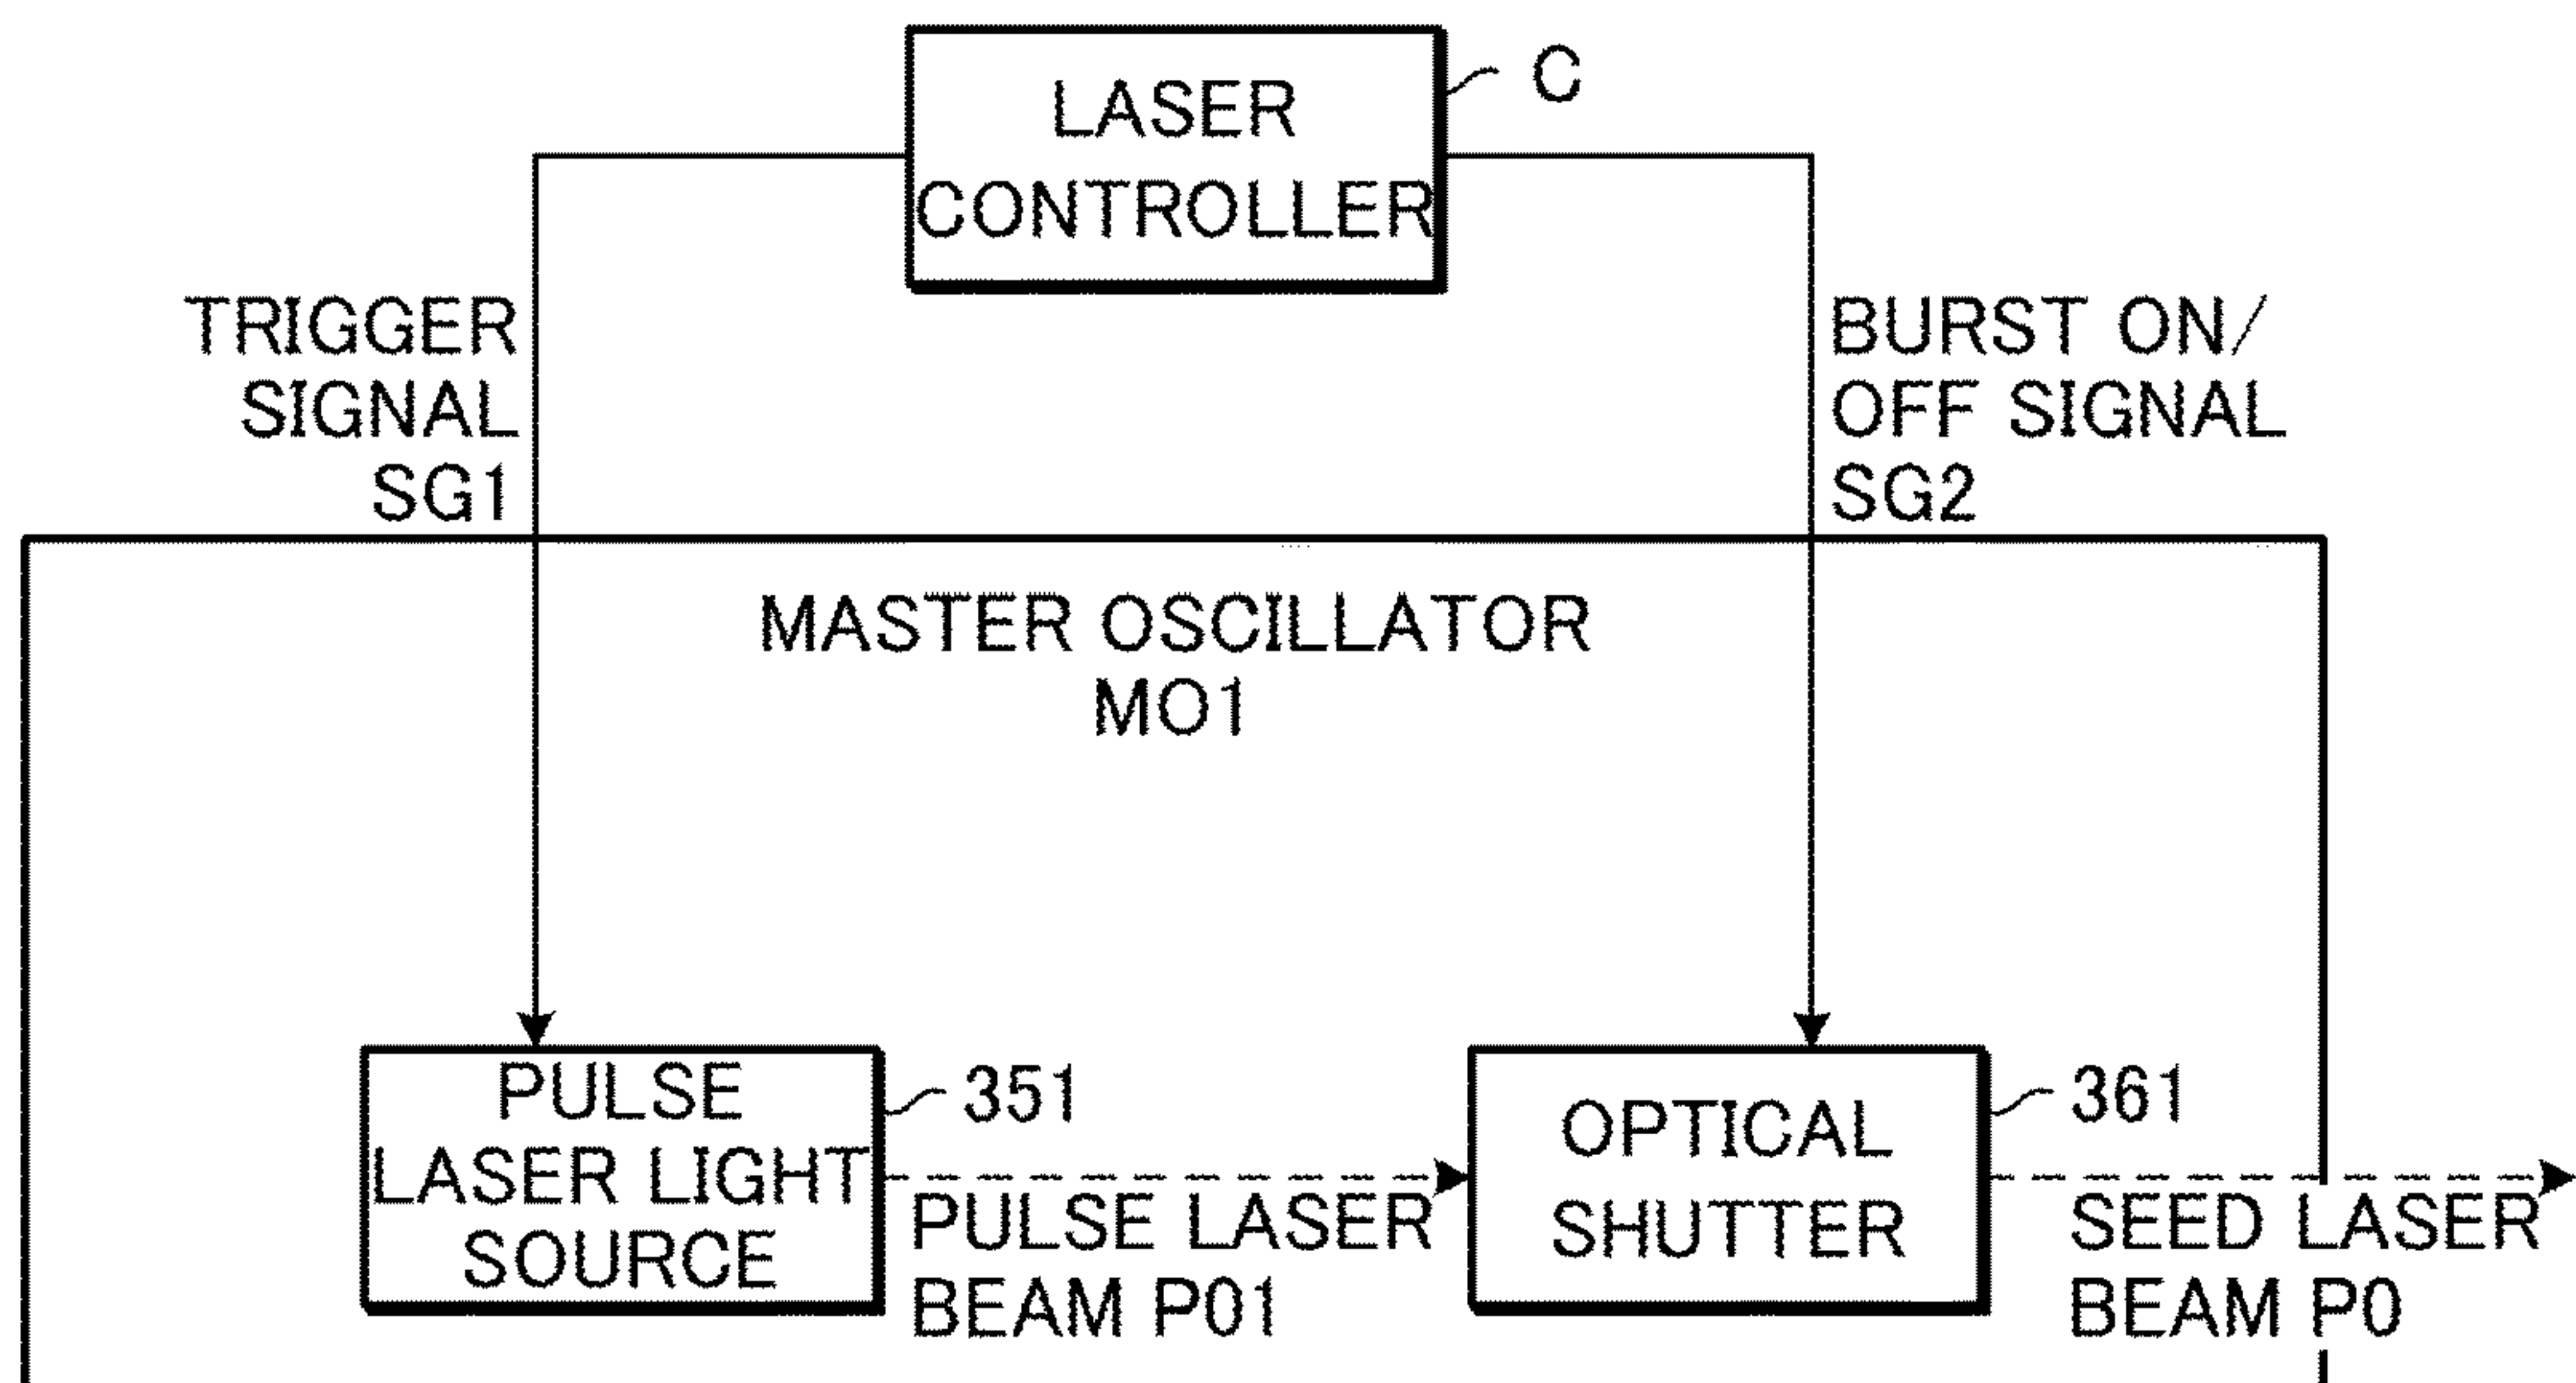 LASER
CONTROLLER
C
TRIGGER
SIGNAL
SG1
BURST ON/
OFF SIGNAL
SG2
MASTER OSCILLATOR
MO1
PULSE
LASER LIGHT
SOURCE
351
PULSE LASER
BEAM P01
OPTICAL
SHUTTER
361
SEED LASER
BEAM P0